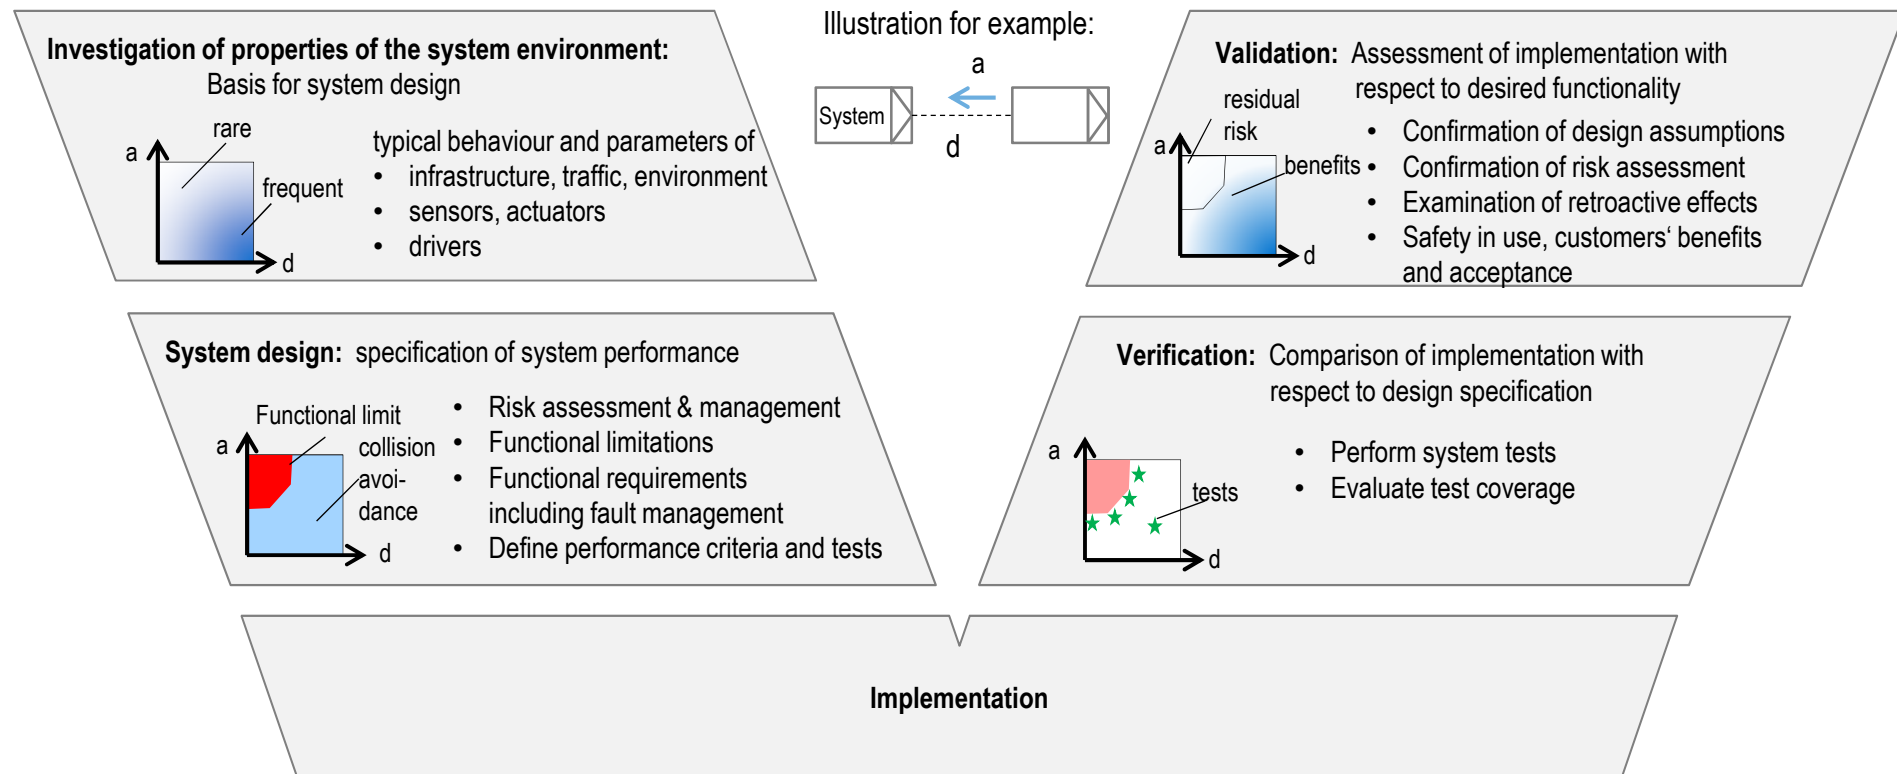 Investigation of properties of the system environment:
Basis for system design
rare
a
frequent
d
typical behaviour and parameters of
• infrastructure, traffic, environment
• sensors, actuators
• drivers
Illustration for example:
a
System
d
Validation: Assessment of implementation with
respect to desired functionality
residual
risk
a
benefits
d
• Confirmation of design assumptions
• Confirmation of risk assessment
• Examination of retroactive effects
• Safety in use, customers‘ benefits
and acceptance
System design: specification of system performance
Functional limit
a
collision
avoi-
dance
d
• Risk assessment & management
• Functional limitations
• Functional requirements
including fault management
• Define performance criteria and tests
Verification: Comparison of implementation with
respect to design specification
a
tests
d
• Perform system tests
• Evaluate test coverage
Implementation